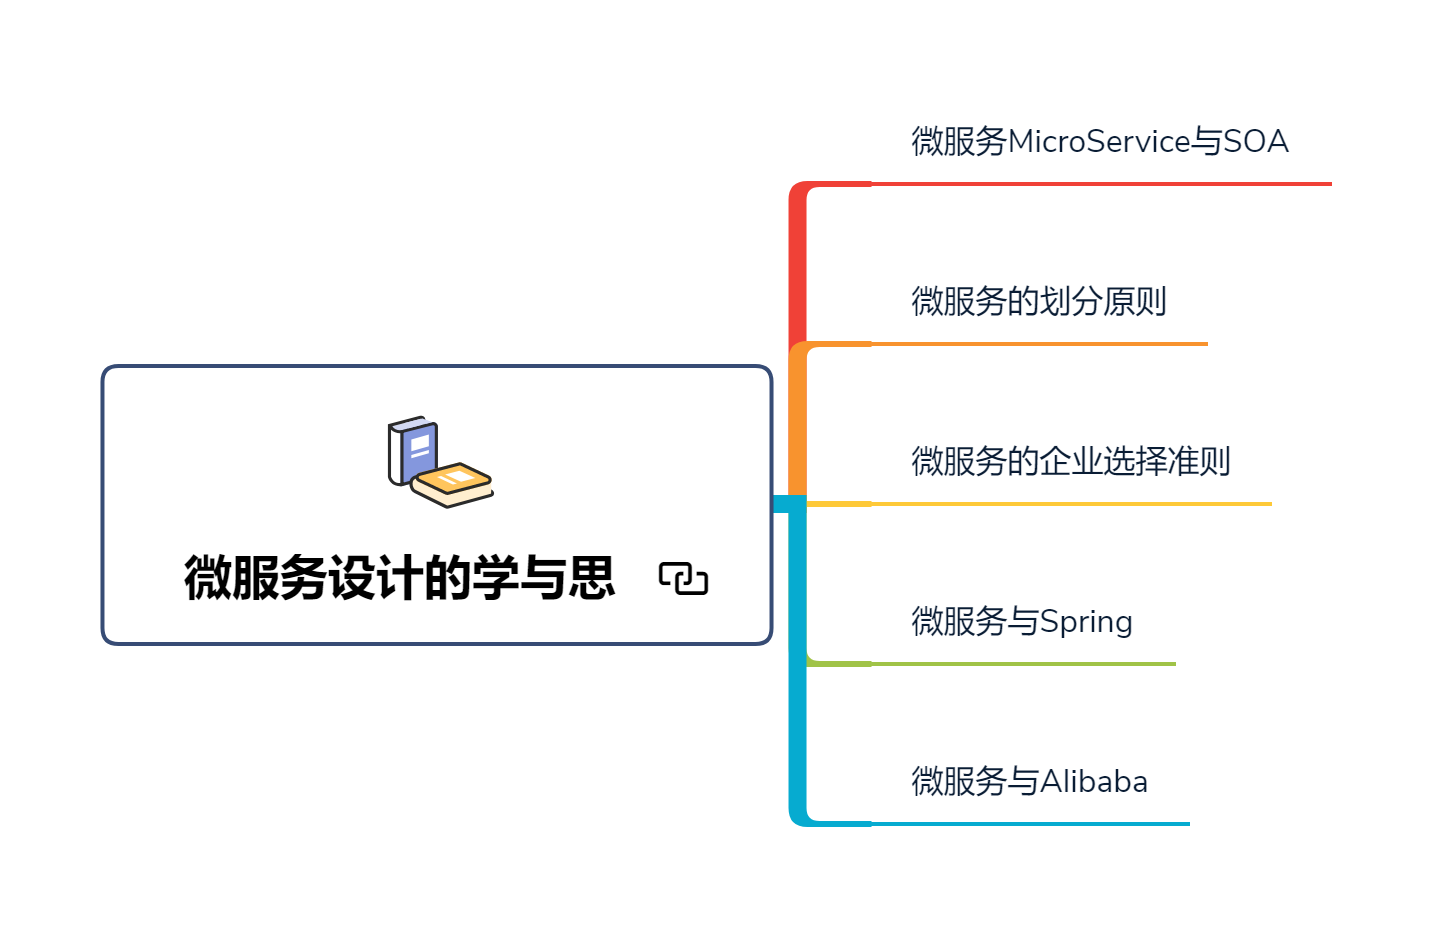 微服务设计的学与思
微服务MicroService与SOA
微服务的划分原则
微服务的企业选择准则
微服务与Spring
微服务与Alibaba